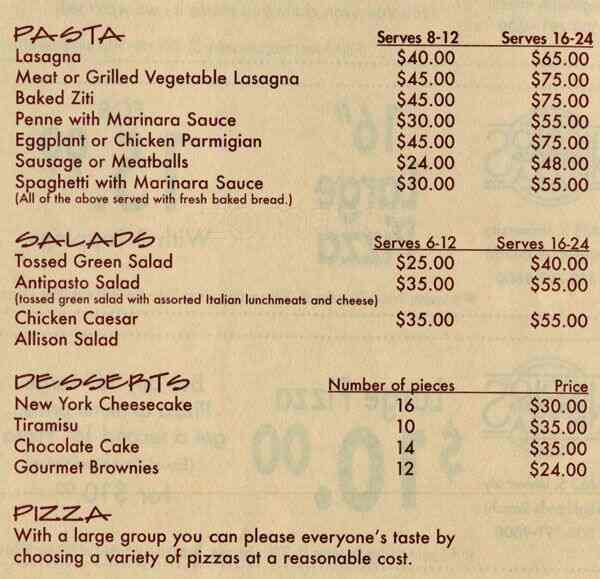 PASTA Serves 8-12 Serves 16-24
Lasagna $40.00 $65.00
Meat or Grilled Vegetable Lasagna $45.00 $75.00
Baked Ziti $45.00 $75.00
Penne with Marinara Sauce $30.00 $55.00
Eggplant or Chicken Parmigian $45.00 $75.00
Sausage or Meatballs $24.00 $48.00
Spaghetti with Marinara Sauce $30.00 $55.00
(All of the above served with fresh baked bread.)
SALADS Serves 6-12 Serves 16-24
Tossed Green Salad $25.00 $40.00
Antipasto Salad $35.00 $55.00
(tossed green salad with assorted Italian lunchmeats and cheese)
Chicken Caesar $35.00 $55.00
Allison Salad
DESSERTS Number of pieces Price
New York Cheesecake 16 $30.00
Tiramisu 10 $35.00
Chocolate Cake 14 $35.00
Gourmet Brownies 12 $24.00
PIZZA
With a large group you can please everyone's taste by
choosing a variety of pizzas at a reasonable cost.